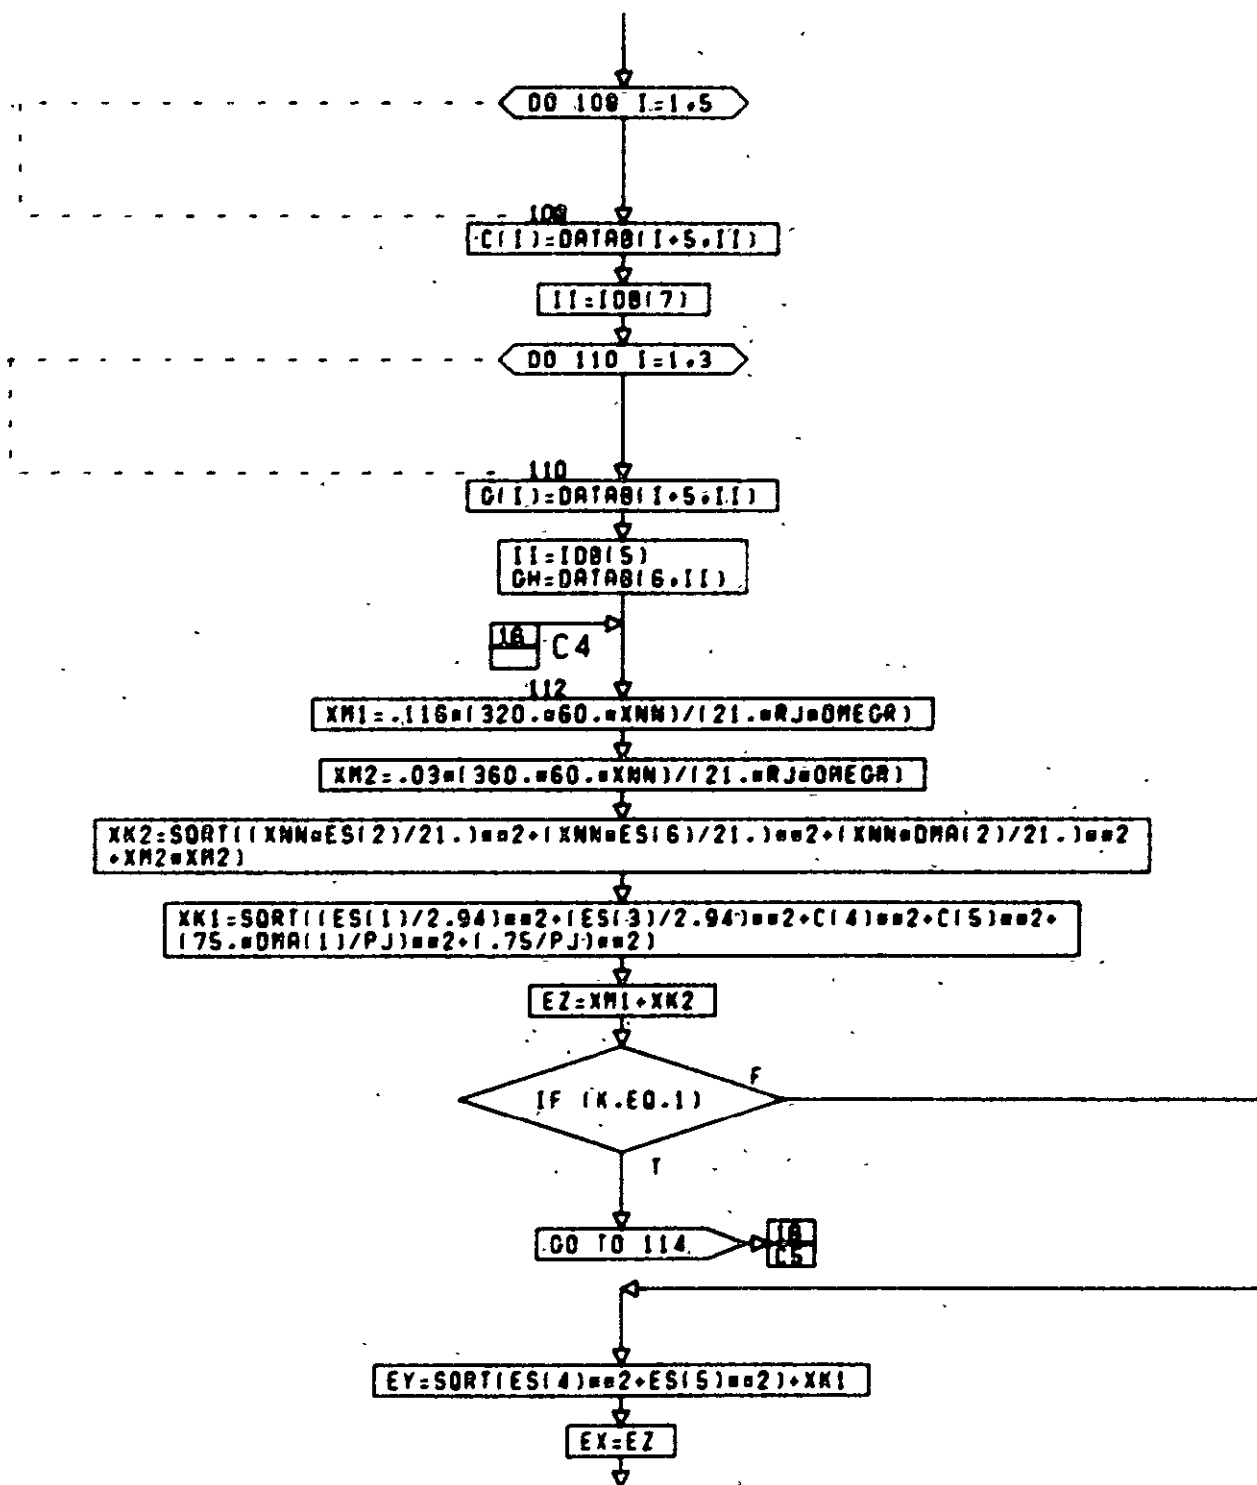 DO 108 I=1,5
108
C(I)=DATAB(I+5,II)
II=IDB(7)
DO 110 I=1,3
110
G(I)=DATAB(I+5,II)
II=IDB(5)
GW=DATAB(6,II)
18
C4
112
XM1=.116*(320.*60.*XNN)/(21.*RJ*OMEGR)
XM2=.03*(360.*60.*XNN)/(21.*RJ*OMEGR)
XK2=SQRT((XNN*ES(2)/21.)**2+(XNN*ES(6)/21.)**2+(XNN*DMA(2)/21.)**2
+XM2*XM2)
XK1=SQRT((ES(1)/2.94)**2+(ES(3)/2.94)**2+C(4)**2+C(5)**2+
(75.*DMA(1)/PJ)**2+(.75/PJ)**2)
EZ=XM1+XK2
IF (K.EQ.1)
F
T
GO TO 114
18
C5
EY=SQRT(ES(4)**2+ES(5)**2)+XK1
EX=EZ